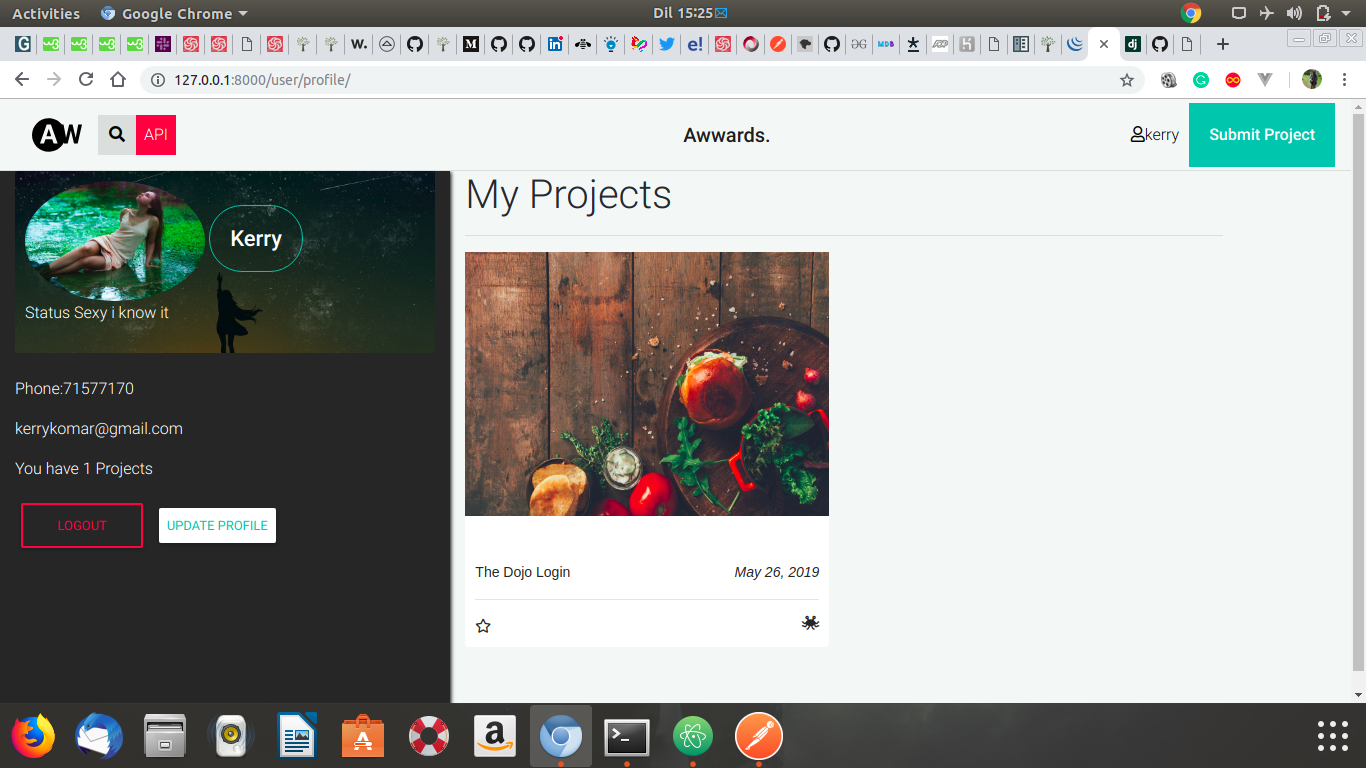 Activities Google Chrome Dil 15:25
127.0.0.1:8000/user/profile/
AW API Awwards. kerry Submit Project
My Projects
Kerry
Status Sexy i know it
Phone:71577170
kerrykomar@gmail.com
You have 1 Projects
LOGOUT UPDATE PROFILE
The Dojo Login May 26, 2019